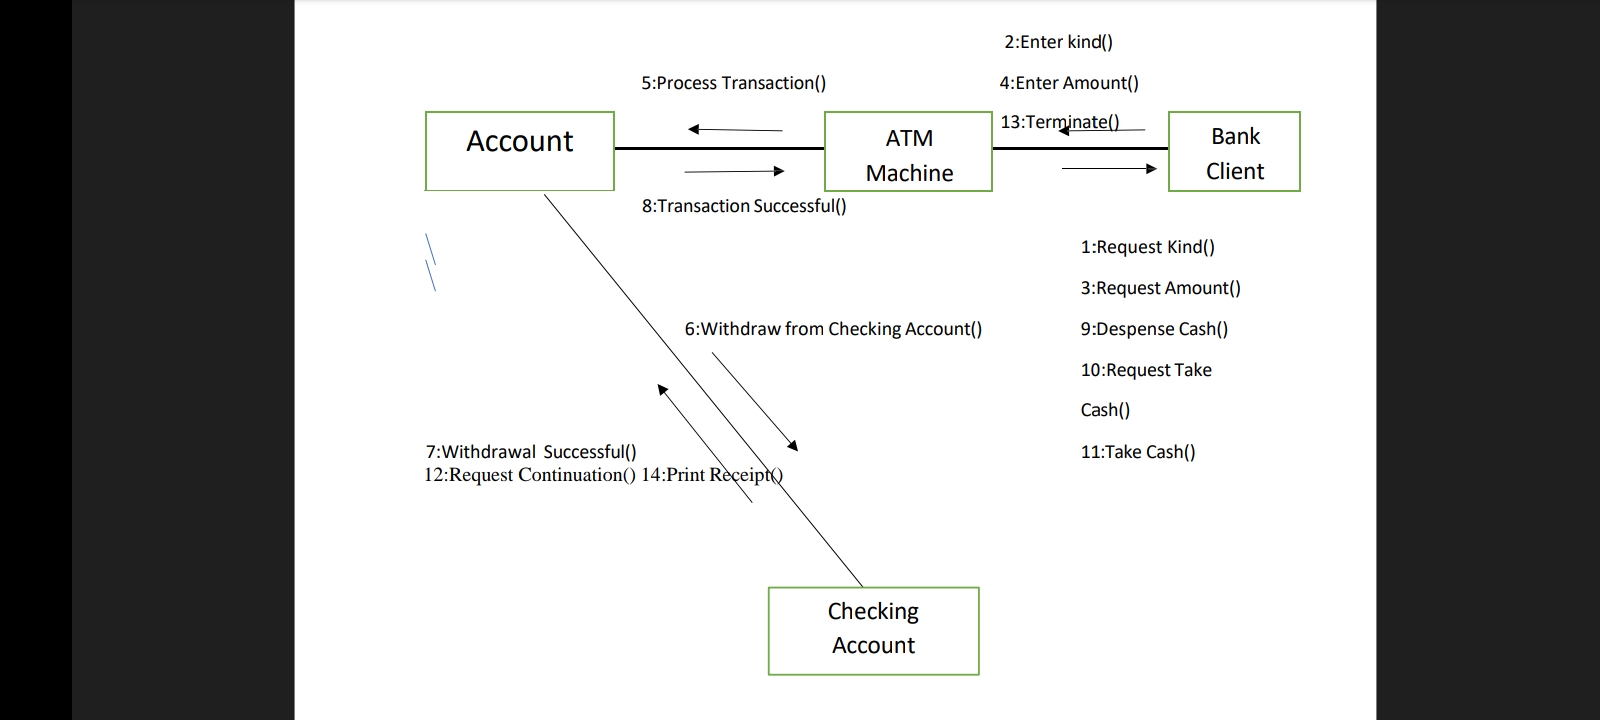 2:Enter kind()
5:Process Transaction()
4:Enter Amount()
13:Terminate()
Account
ATM
Machine
Bank
Client
8:Transaction Successful()
1:Request Kind()
3:Request Amount()
6:Withdraw from Checking Account()
9:Despense Cash()
10:Request Take
Cash()
7:Withdrawal Successful()
11:Take Cash()
12:Request Continuation() 14:Print Receipt()
Checking
Account